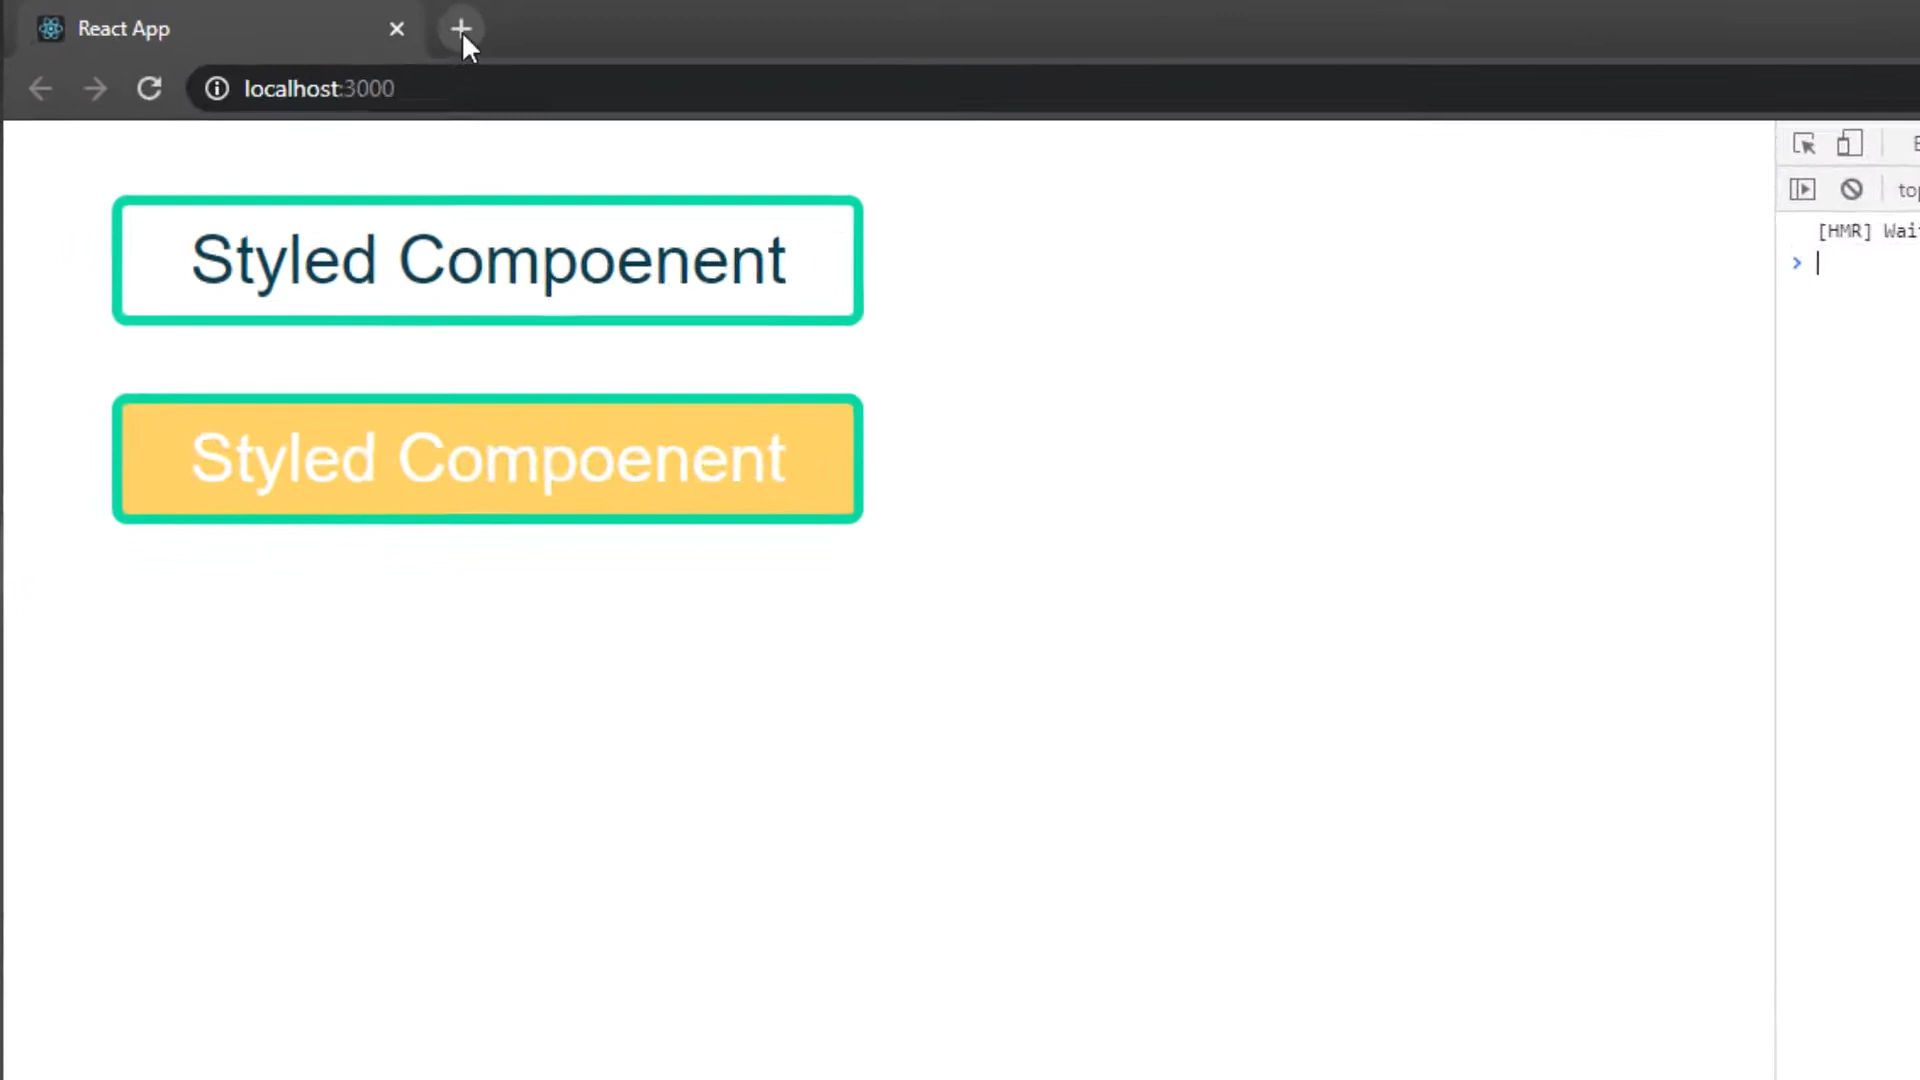 React App
localhost:3000
Styled Compoenent
top
[HMR] Wai
Styled Compoenent